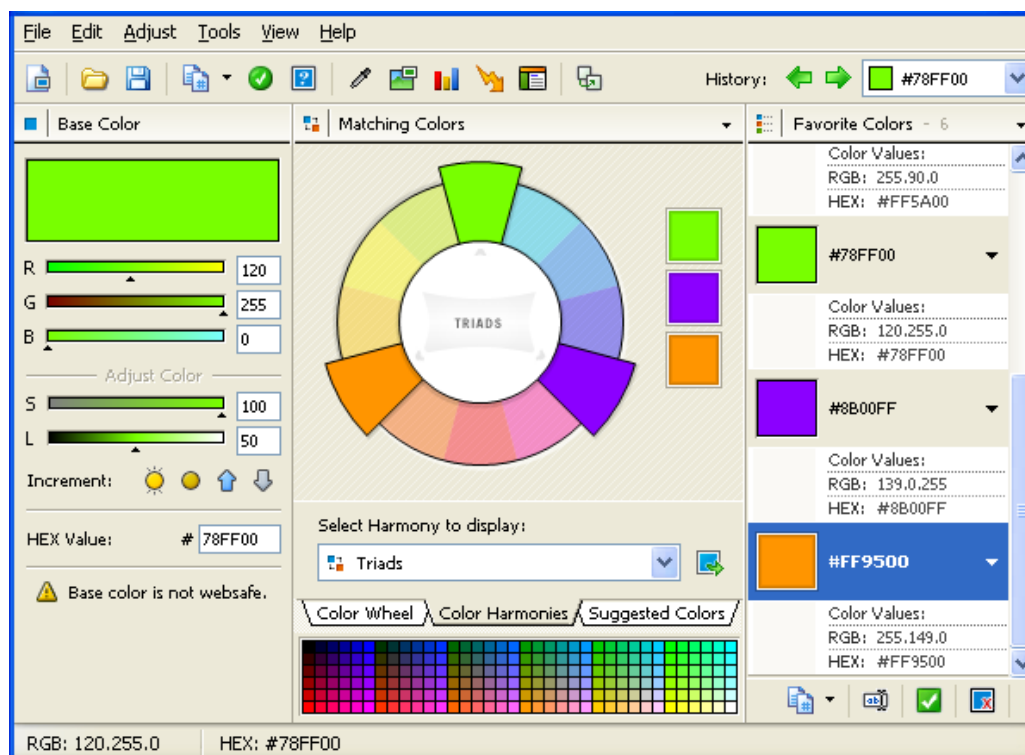 File Edit Adjust Tools View Help
History: #78FF00
Base Color
R 120
G 255
B 0
Adjust Color
S 100
L 50
Increment:
HEX Value: # 78FF00
Base color is not websafe.
Matching Colors
TRIADS
Select Harmony to display:
Triads
Color Wheel Color Harmonies Suggested Colors
Favorite Colors - 6
Color Values:
RGB: 255.90.0
HEX: #FF5A00
#78FF00
Color Values:
RGB: 120.255.0
HEX: #78FF00
#8B00FF
Color Values:
RGB: 139.0.255
HEX: #8B00FF
#FF9500
Color Values:
RGB: 255.149.0
HEX: #FF9500
RGB: 120.255.0 HEX: #78FF00